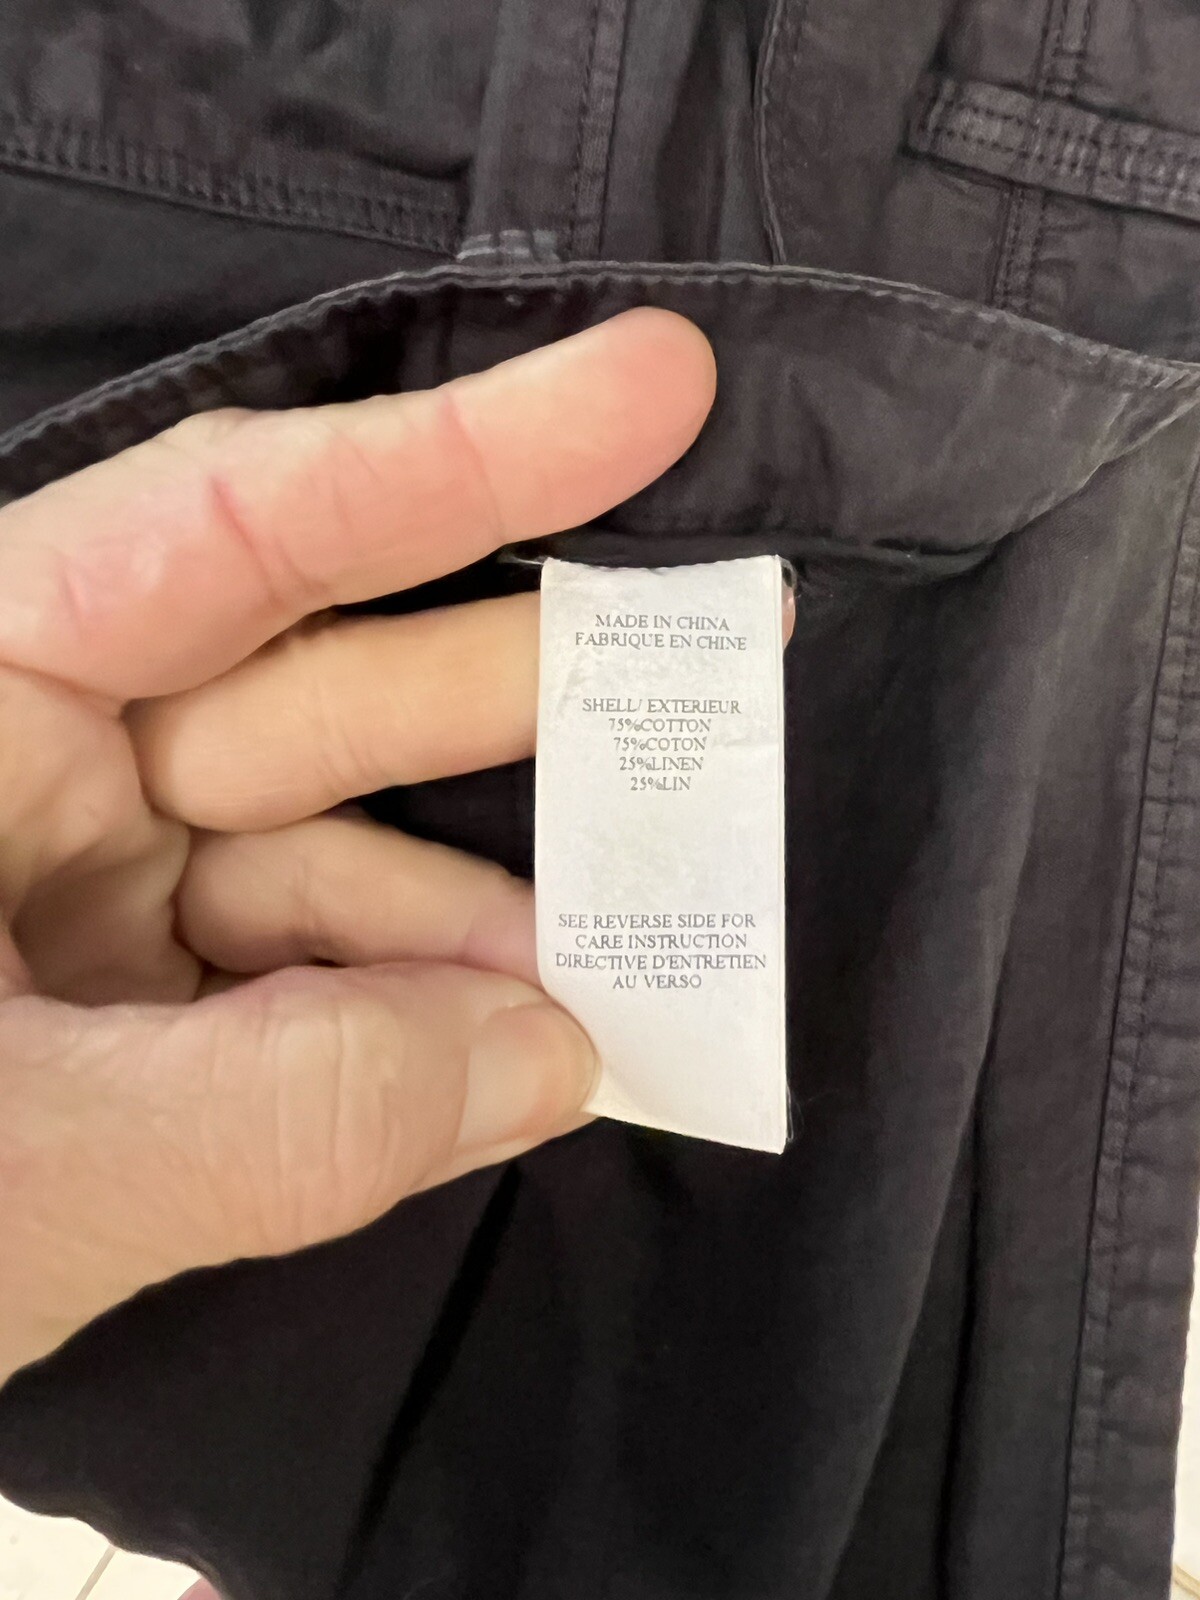 MADE IN CHINA
FABRIQUE EN CHINE
SHELL/ EXTERIEUR
75%COTTON
75%COTON
25%LINEN
25%LIN
SEE REVERSE SIDE FOR
CARE INSTRUCTION
DIRECTIVE D'ENTRETIEN
AU VERSO